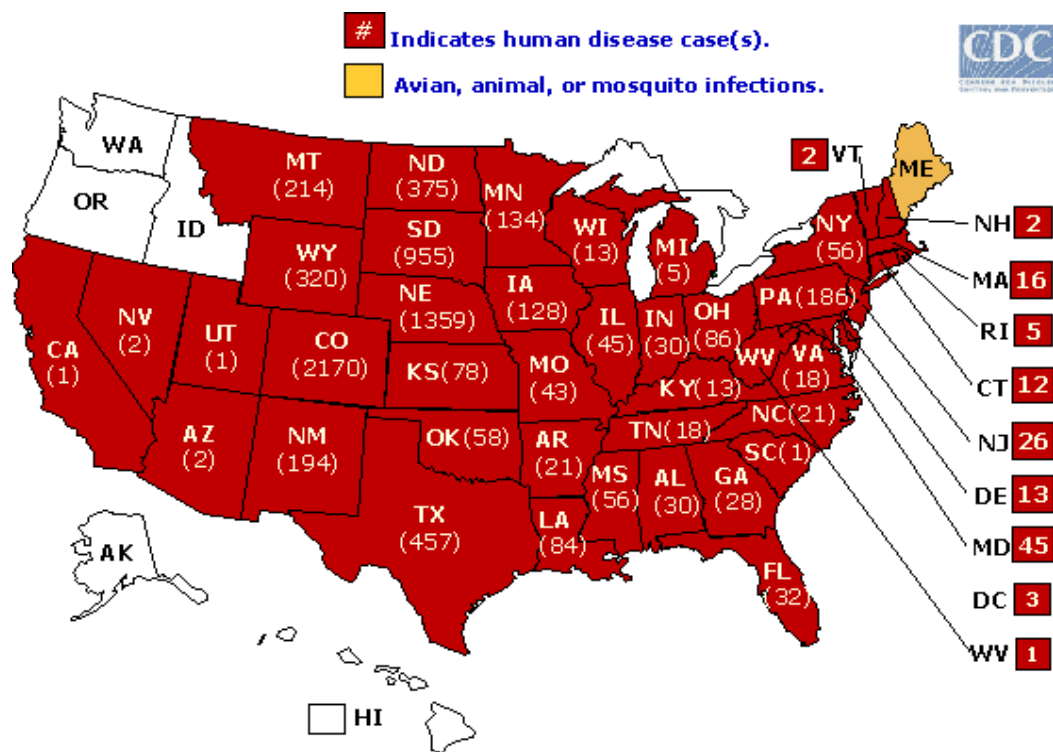 # Indicates human disease case(s).
Avian, animal, or mosquito infections.
CDC
WA
OR
ID
MT
(214)
ND
(375)
MN
(134)
2 VT
ME
SD
(955)
WI
(13)
MI
(5)
NY
(56)
NH 2
WY
(320)
MA 16
NE
(1359)
IA
(128)
PA(186)
RI 5
NV
(2)
UT
(1)
CO
(2170)
IL
(45)
IN
(30)
OH
(86)
CA
(1)
KS(78)
MO
(43)
WV
VA
(18)
CT 12
KY(13)
NC(21)
AZ
(2)
NM
(194)
OK(58)
AR
(21)
TN(18)
SC(1)
NJ 26
MS
(56)
AL
(30)
GA
(28)
DE 13
TX
(457)
LA
(84)
MD 45
AK
FL
(32)
DC 3
WV 1
HI